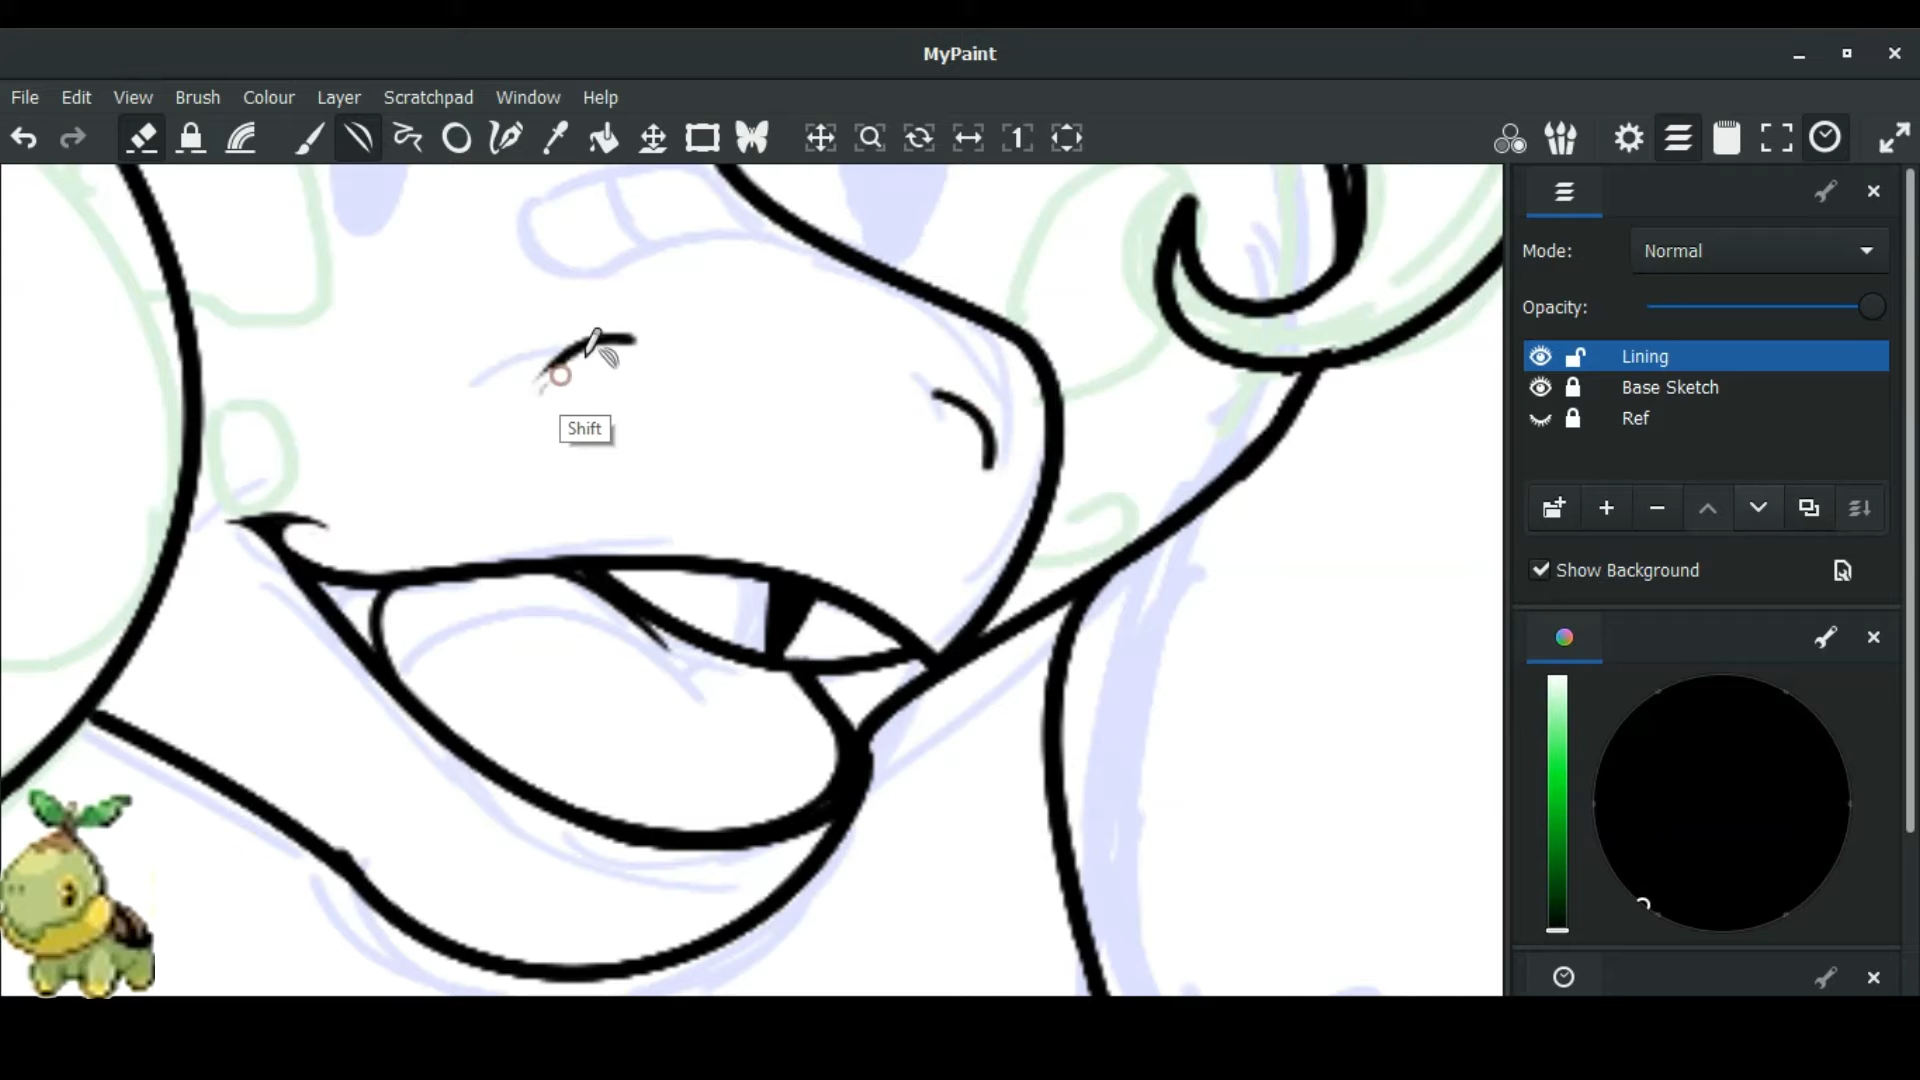 MyPaint
File Edit View Brush Colour Layer Scratchpad Window Help
1
Mode: Normal
Opacity:
Lining
Base Sketch
Ref
Shift
Show Background